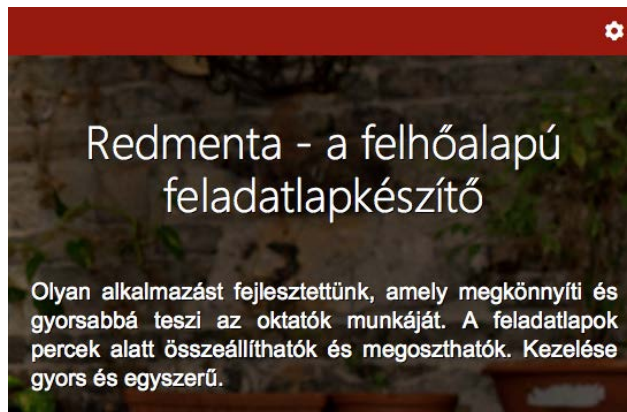 Redmenta - a felhőalapú
feladatlapkészítő
Olyan alkalmazást fejlesztettünk, amely megkönnyíti és
gyorsabbá teszi az oktatók munkáját. A feladatlapok
percek alatt összeállíthatók és megoszthatók. Kezelése
gyors és egyszerű.